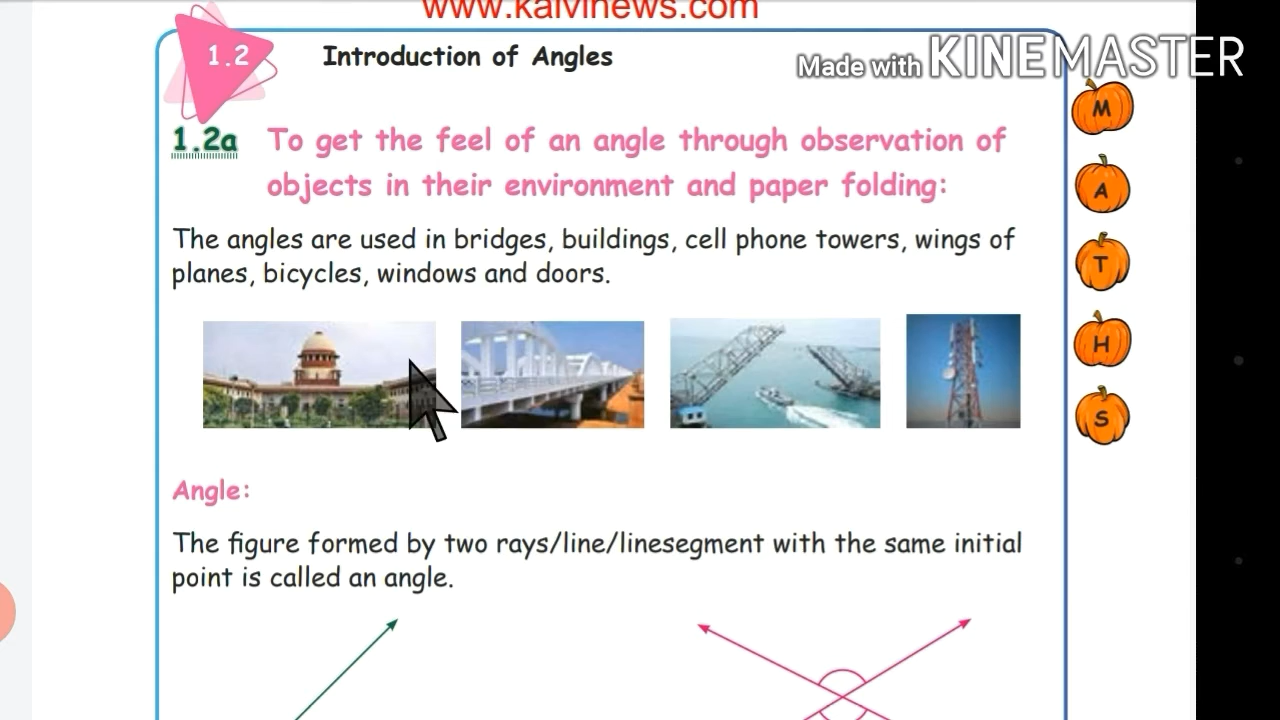 www.kalvinews.com
1.2 Introduction of Angles
Made with KINEMASTER
1.2a To get the feel of an angle through observation of
objects in their environment and paper folding:
The angles are used in bridges, buildings, cell phone towers, wings of
planes, bicycles, windows and doors.
Angle:
The figure formed by two rays/line/linesegment with the same initial
point is called an angle.
M
A
T
H
S